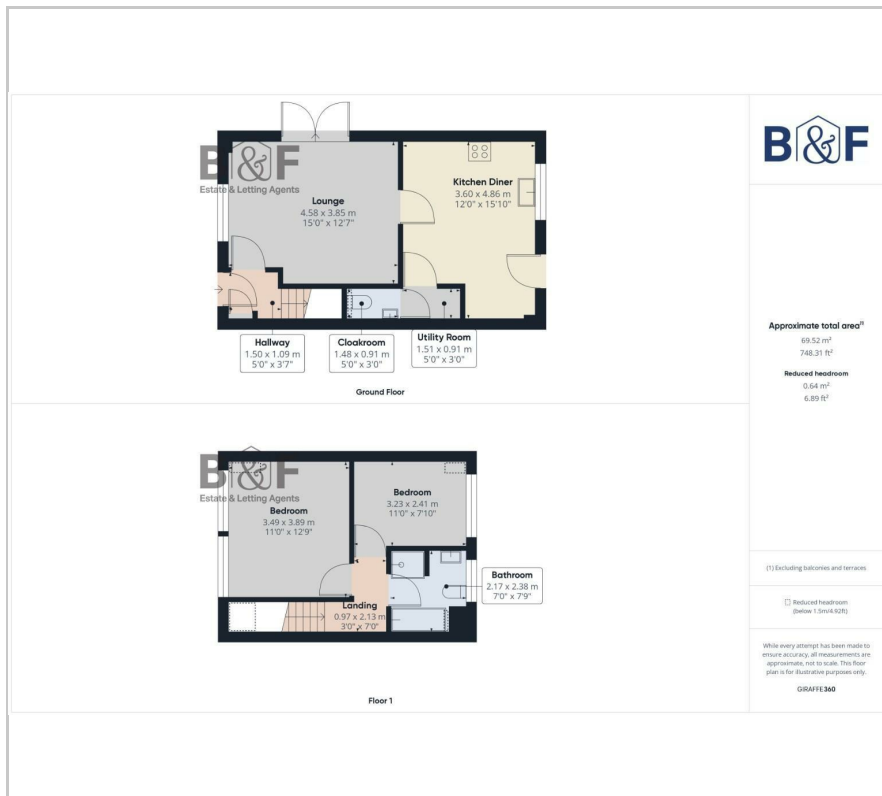 B&F
Estate & Letting Agents
Lounge
4.58 x 3.85 m
15'0" x 12'7"
Kitchen Diner
3.60 x 4.86 m
12'0" x 15'10"
Hallway
1.50 x 1.09 m
5'0" x 3'7"
Cloakroom
1.48 x 0.91 m
5'0" x 3'0"
Utility Room
1.51 x 0.91 m
5'0" x 3'0"
Ground Floor
B&F
Estate & Letting Agents
Bedroom
3.49 x 3.89 m
11'0" x 12'9"
Bedroom
3.23 x 2.41 m
11'0" x 7'10"
Bathroom
2.17 x 2.38 m
7'0" x 7'9"
Landing
0.97 x 2.13 m
3'0" x 7'0"
Floor 1
B&F
Approximate total area(1)
69.52 m²
748.31 ft²
Reduced headroom
0.64 m²
6.89 ft²
(1) Excluding balconies and terraces
Reduced headroom
(below 1.5m/4.92ft)
While every attempt has been made to
ensure accuracy, all measurements are
approximate, not to scale. This floor
plan is for illustrative purposes only.
GIRAFFE360